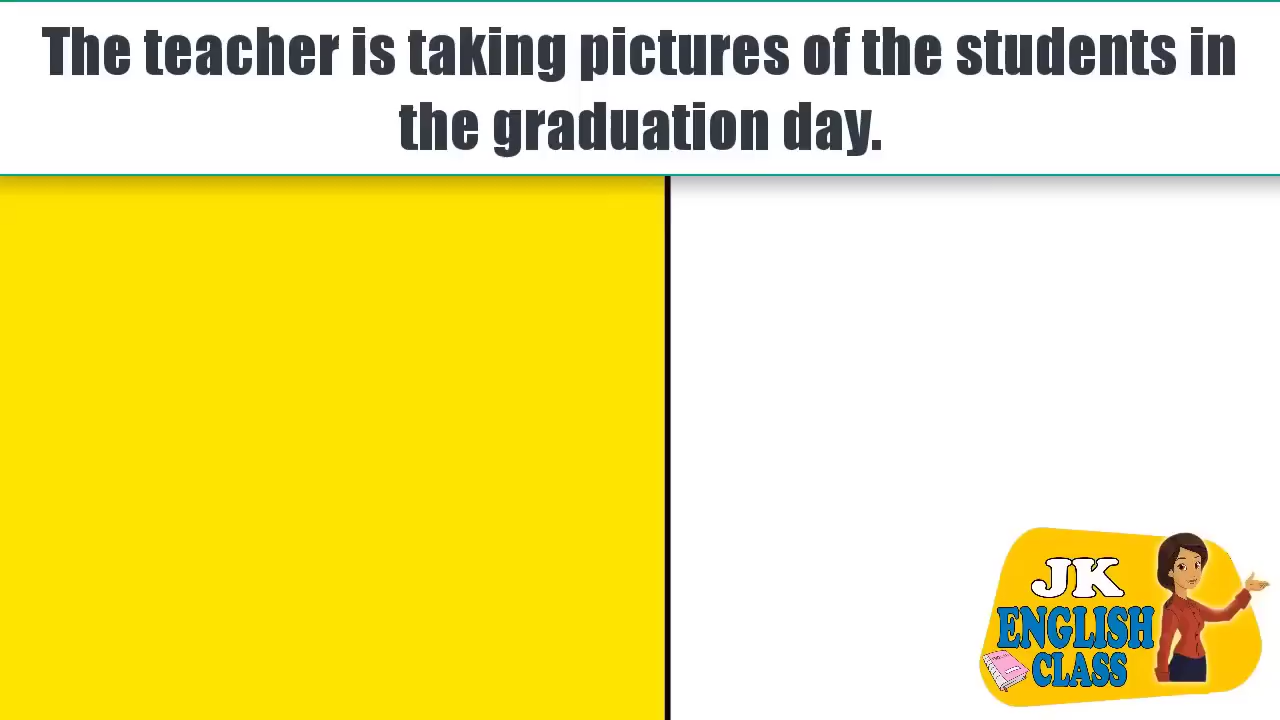 The teacher is taking pictures of the students in
the graduation day.
JK
ENGLISH
CLASS